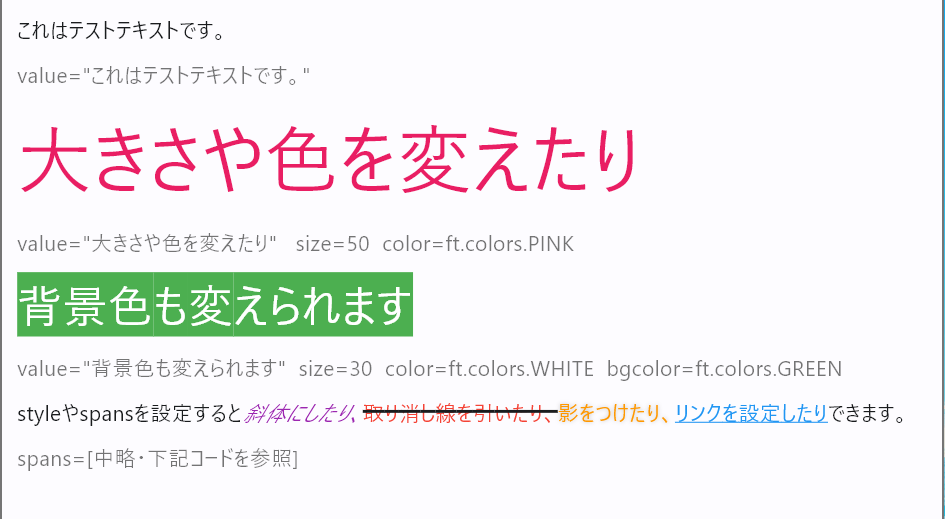 これはテストテキストです。
value="これはテストテキストです。"
大きさや色を変えたり
value="大きさや色を変えたり" size=50 color=ft.colors.PINK
背景色も変えられます
value="背景色も変えられます" size=30 color=ft.colors.WHITE bgcolor=ft.colors.GREEN
styleやspansを設定すると斜体にしたり、取り消し線を引いたり、影をつけたり、リンクを設定したりできます。
spans=[中略・下記コードを参照]